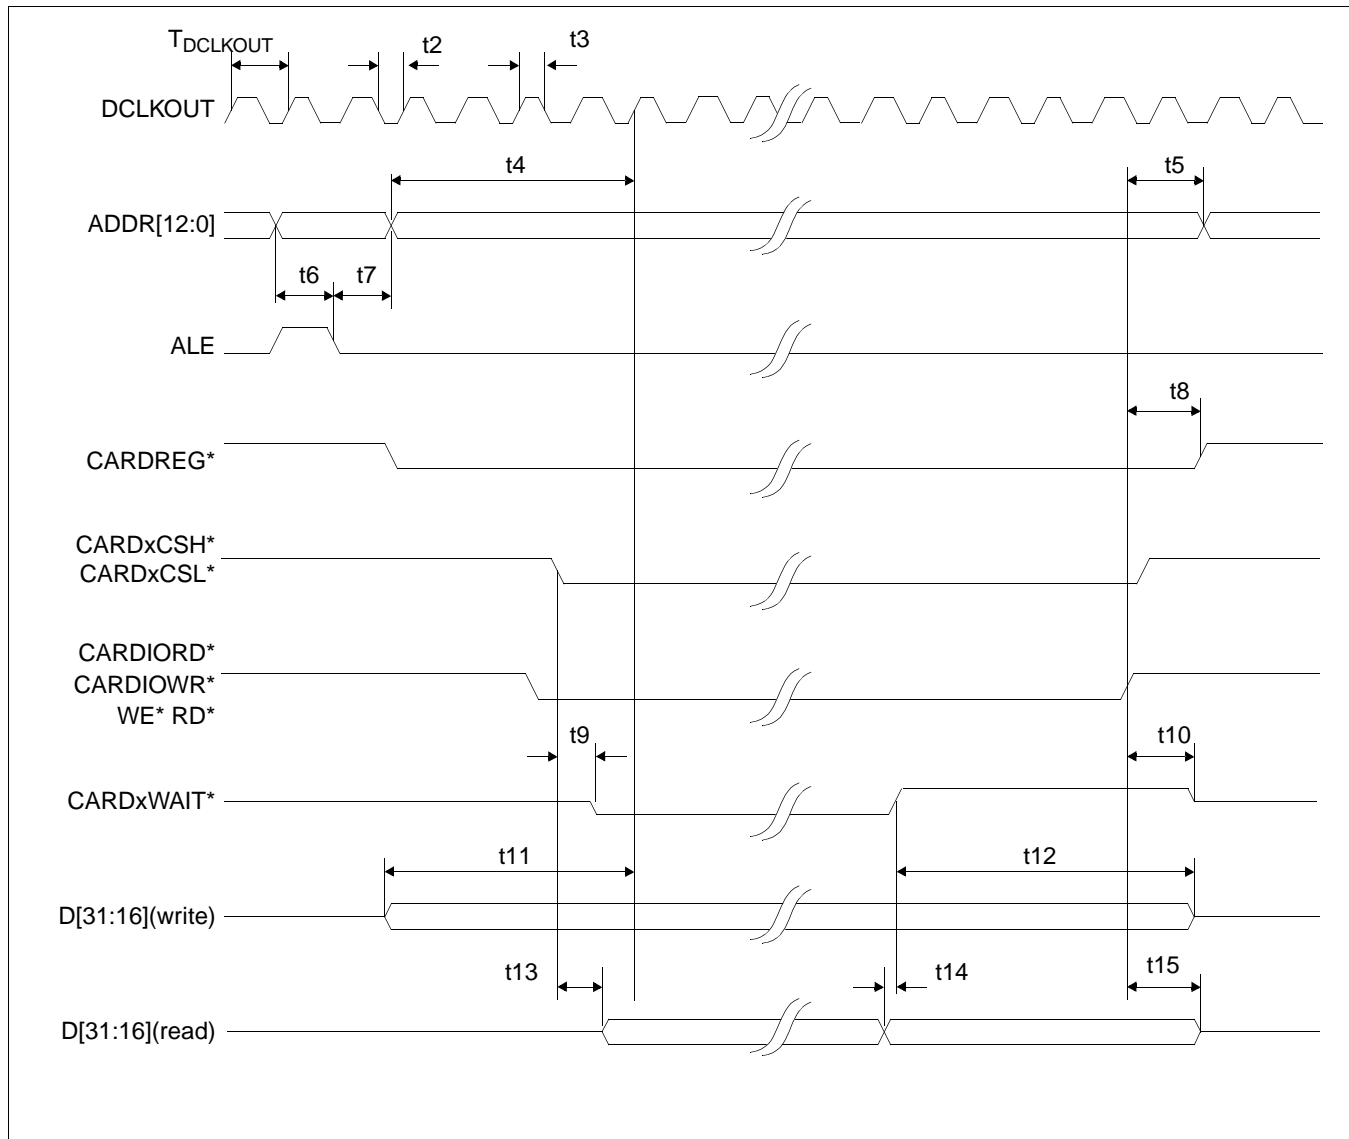 TDCLKOUT
t2
t3
DCLKOUT
t4
t5
ADDR[12:0]
t6
t7
ALE
t8
CARDREG*
CARDxCSH*
CARDxCSL*
CARDIORD*
CARDIOWR*
WE* RD*
t9
t10
CARDxWAIT*
t11
t12
D[31:16](write)
t13
t14
t15
D[31:16](read)